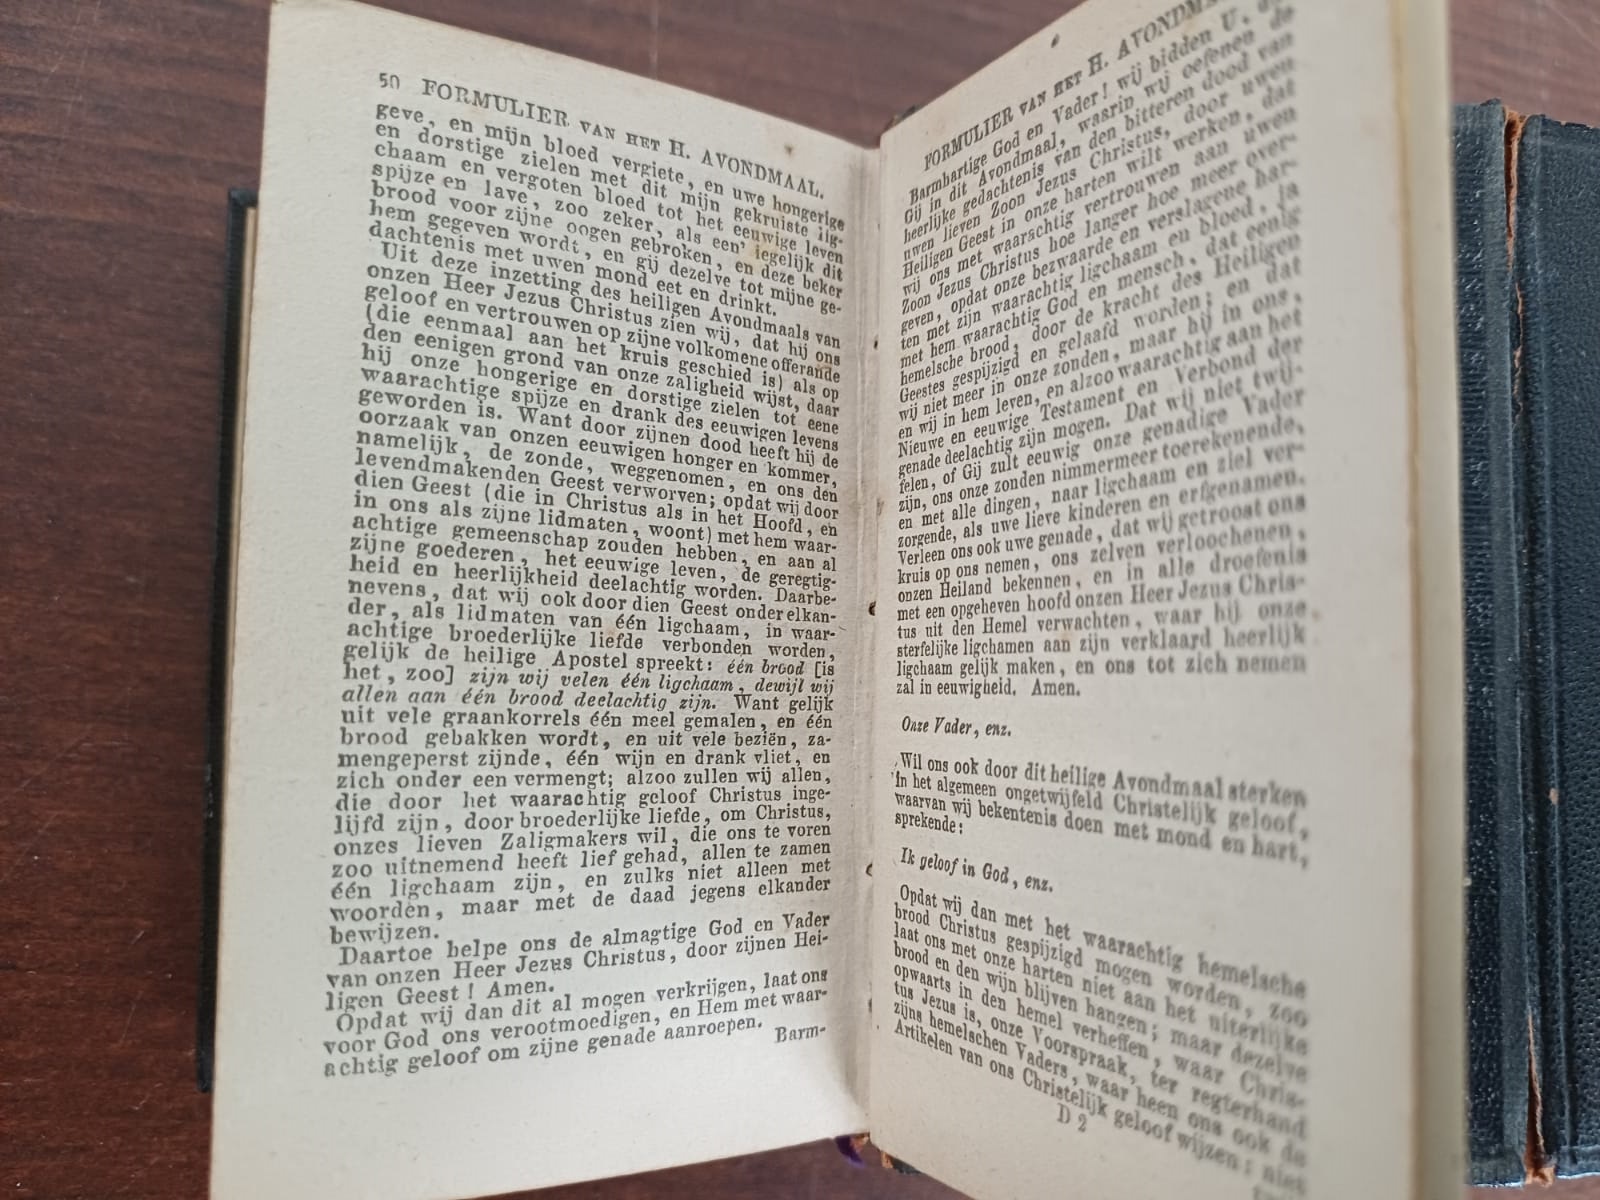 50 FORMULIER VAN HET H. AVONDMAAL.
geve, en mijn bloed vergiete, en uwe hongerige
en dorstige zielen met dit mijn gekruiste lig-
chaam en vergoten bloed tot het eeuwige leven
spijze en lave, zoo zeker, als een' iegelijk dit
brood voor zijne oogen gebroken, en deze beker
hem gegeven wordt, en gij dezelve tot mijne ge-
dachtenis met uwen mond eet en drinkt.
Uit deze inzetting des heiligen Avondmaals van
onzen Heer Jezus Christus zien wij, dat hij ons
geloof en vertrouwen op zijne volkomene offerande
(die eenmaal aan het kruis geschied is) als op
den eenigen grond van onze zaligheid wijst, daar
hij onze hongerige en dorstige zielen tot eene
waarachtige spijze en drank des eeuwigen levens
geworden is. Want door zijnen dood heeft hij de
oorzaak van onzen eeuwigen honger en kommer,
namelijk, de zonde, weggenomen, en ons den
levendmakenden Geest verworven; opdat wij door
dien Geest (die in Christus als in het Hoofd, en
in ons als zijne lidmaten, woont) met hem waar-
achtige gemeenschap zouden hebben, en aan al
zijne goederen, het eeuwige leven, de geregtig-
heid en heerlijkheid deelachtig worden. Daarbe-
nevens, dat wij ook door dien Geest onder elkan-
der, als lidmaten van één ligchaam, in waar-
achtige broederlijke liefde verbonden worden,
gelijk de heilige Apostel spreekt: één brood [is
het, zoo] zijn wij velen één ligchaam, dewijl wij
allen aan één brood deelachtig zijn. Want gelijk
uit vele graankorrels één meel gemalen, en één
brood gebakken wordt, en uit vele beziën, za-
mengeperst zijnde, één wijn en drank vliet, en
zich onder een vermengt; alzoo zullen wij allen,
die door het waarachtig geloof Christus inge-
lijfd zijn, door broederlijke liefde, om Christus,
onzes lieven Zaligmakers wil, die ons te voren
zoo uitnemend heeft lief gehad, allen te zamen
één ligchaam zijn, en zulks niet alleen met
woorden, maar met de daad jegens elkander
bewijzen.
Daartoe helpe ons de almagtige God en Vader
van onzen Heer Jezus Christus, door zijnen Hei-
ligen Geest! Amen.
Opdat wij dan dit al mogen verkrijgen, laat ons
voor God ons verootmoedigen, en Hem met waar-
achtig geloof om zijne genade aanroepen.
Barm-
FORMULIER VAN HET H. AVONDM
Barmhartige God en Vader! wij bidden U, 
Gij in dit Avondmaal, waarin wij oefenen de
heerlijke gedachtenis van den bitteren dood van
uwen lieven Zoon Jezus Christus, door uwen
Heiligen Geest in onze harten wilt werken, dat
wij ons met waarachtig vertrouwen aan uwen
Zoon Jezus Christus hoe langer hoe meer over-
geven, opdat onze bezwaarde en verslagene har-
ten met zijn waarachtig ligchaam en bloed, ja
met hem waarachtig God en mensch, dat eenig
hemelsche brood, door de kracht des Heiligen
Geestes gespijzigd en gelaafd worden; en dat
wij niet meer in onze zonden, maar hij in ons,
en wij in hem leven, en alzoo waarachtig aan het
Nieuwe en eeuwige Testament en Verbond der
genade deelachtig zijn mogen. Dat wij niet twij-
felen, of Gij zult eeuwig onze genadige Vader
zijn, ons onze zonden nimmermeer toerekenende,
en met alle dingen, naar ligchaam en ziel ver-
zorgende, als uwe lieve kinderen en erfgenamen.
Verleen ons ook uwe genade, dat wij getroost ons
kruis op ons nemen, ons zelven verloochenen,
onzen Heiland bekennen, en in alle droefenis
met een opgeheven hoofd onzen Heer Jezus Chris-
tus uit den Hemel verwachten, waar hij onze
sterfelijke ligchamen aan zijn verklaard heerlijk
ligchaam gelijk maken, en ons tot zich nemen
zal in eeuwigheid. Amen.
Onze Vader, enz.
Wil ons ook door dit heilige Avondmaal sterken
in het algemeen ongetwijfeld Christelijk geloof,
waarvan wij bekentenis doen met mond en hart,
sprekende:
Ik geloof in God, enz.
Opdat wij dan met het waarachtig hemelsche
brood Christus gespijzigd mogen worden, zoo
laat ons met onze harten niet aan het uiterlijke
brood en den wijn blijven hangen; maar dezelve
opwaarts in den hemel verheffen, waar Chris-
tus Jezus is, onze Voorspraak, ter regterhand
zijns hemelschen Vaders, waar heen ons ook de
Artikelen van ons Christelijk geloof wijzen; niet
D 2